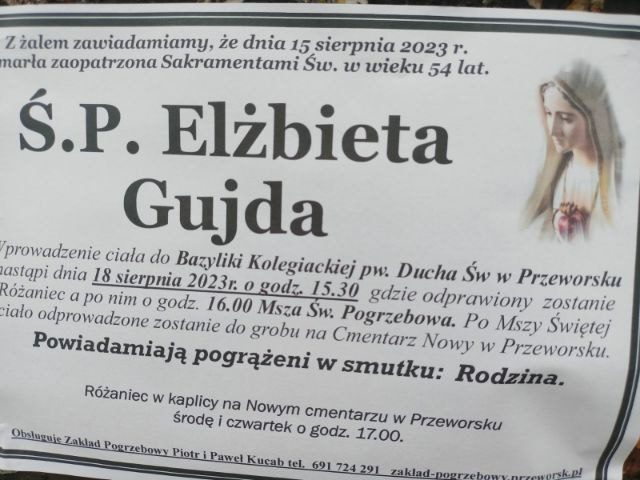 Z żalem zawiadamiamy, że dnia 15 sierpnia 2023 r.
marła zaopatrzona Sakramentami Św. w wieku 54 lat.
Ś.P. Elżbieta
Gujda
Wprowadzenie ciała do Bazyliki Kolegiackiej pw. Ducha Św w Przeworsku
nastąpi dnia 18 sierpnia 2023r. o godz. 15.30 gdzie odprawiony zostanie
Różaniec a po nim o godz. 16.00 Msza Św. Pogrzebowa. Po Mszy Świętej
ciało odprowadzone zostanie do grobu na Cmentarz Nowy w Przeworsku.
Powiadamiają pogrążeni w smutku: Rodzina.
Różaniec w kaplicy na Nowym cmentarzu w Przeworsku
środę i czwartek o godz. 17.00.
Obsługuje Zakład Pogrzebowy Piotr i Paweł Kucab tel. 691 724 291 zaklad-pogrzebowy.przeworsk.pl